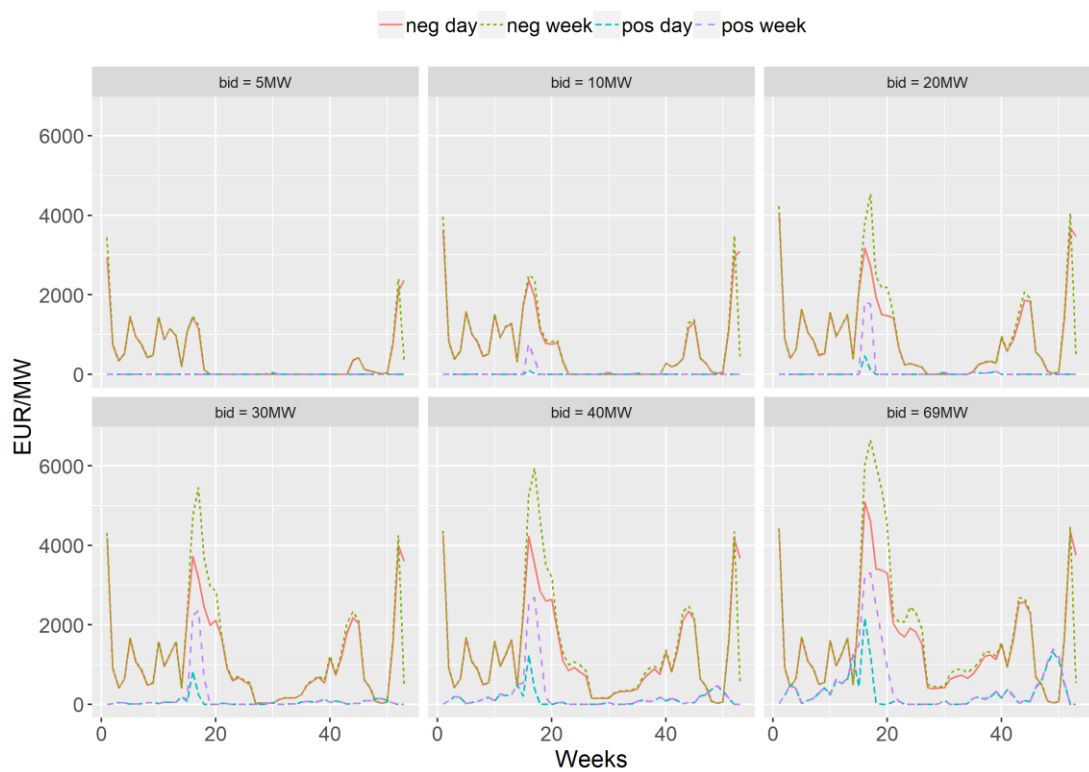 neg day neg week pos day pos week
bid = 5MW bid = 10MW bid = 20MW
6000
4000
2000
0
bid = 30MW bid = 40MW bid = 69MW
6000
4000
2000
0
EUR/MW
0 20 40 0 20 40 0 20 40
Weeks